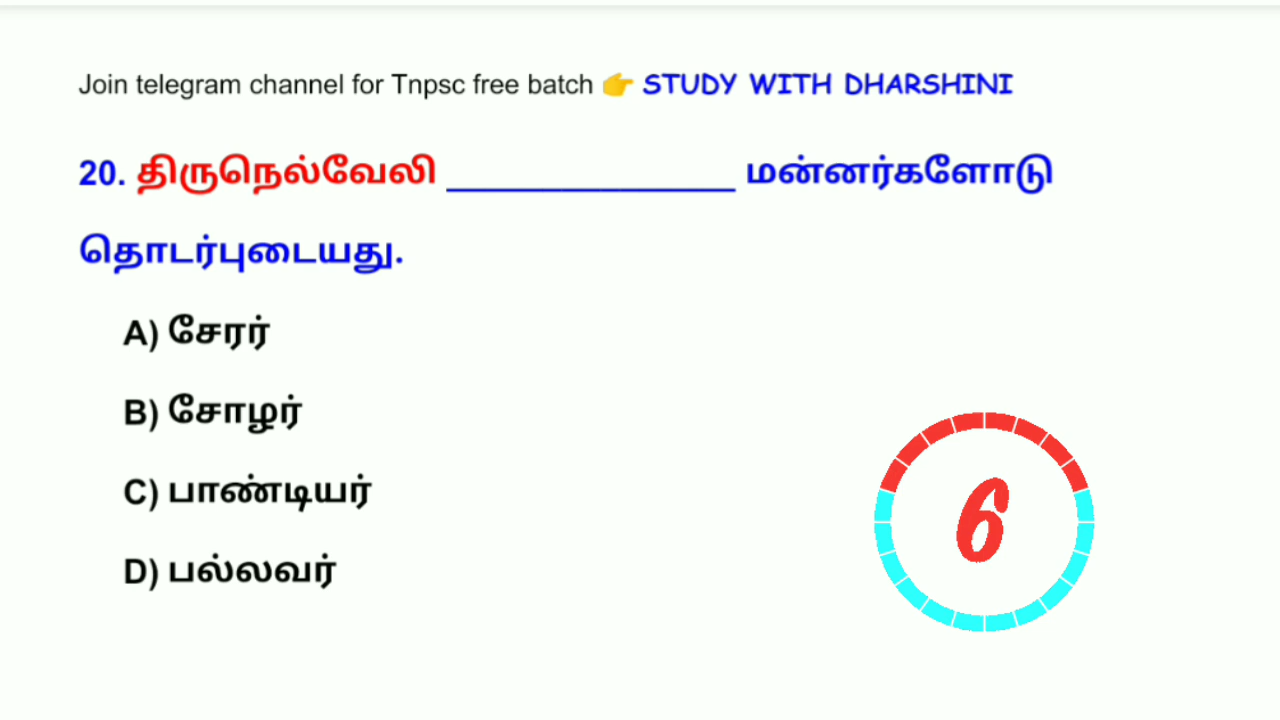 Join telegram channel for Tnpsc free batch 👉 STUDY WITH DHARSHINI
20. திருநெல்வேலி _______________ மன்னர்களோடு
தொடர்புடையது.
A) சேரர்
B) சோழர்
C) பாண்டியர்
D) பல்லவர்
6